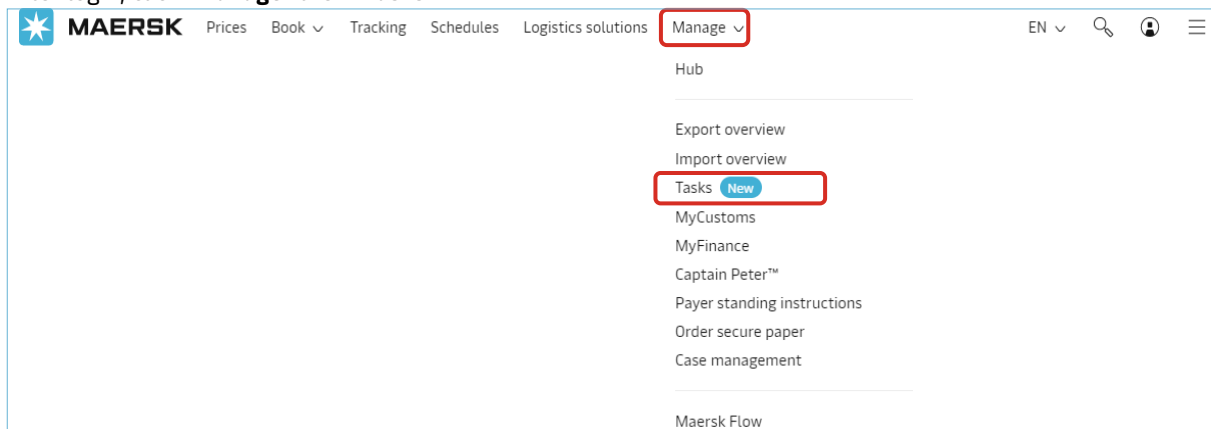 MAERSK Prices Book Tracking Schedules Logistics solutions Manage EN
Hub
Export overview
Import overview
Tasks New
MyCustoms
MyFinance
Captain Peter™
Payer standing instructions
Order secure paper
Case management
Maersk Flow